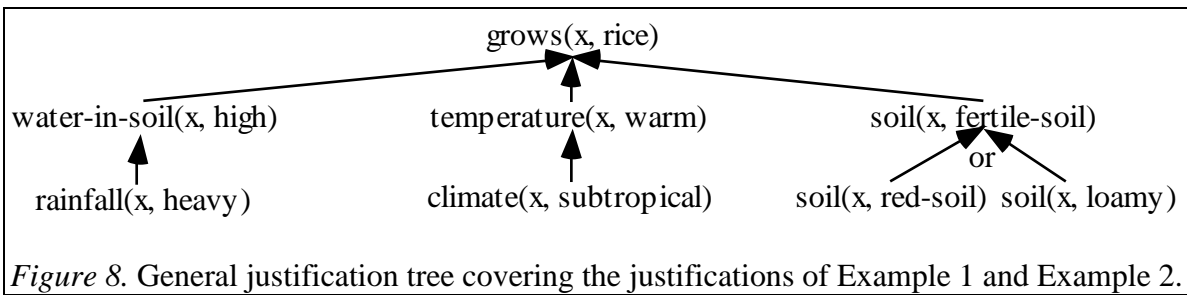 grows(x, rice)
water-in-soil(x, high) temperature(x, warm) soil(x, fertile-soil)
or
rainfall(x, heavy) climate(x, subtropical) soil(x, red-soil) soil(x, loamy)
Figure 8. General justification tree covering the justifications of Example 1 and Example 2.